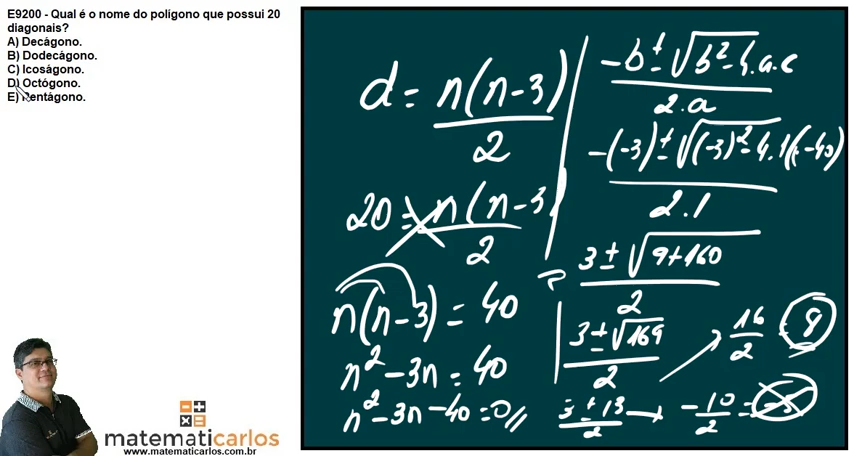 E9200 - Qual é o nome do polígono que possui 20
diagonais?
A) Decágono.
B) Dodecágono.
C) Icoságono.
D) Octógono.
E) Pentágono.
d = n(n-3)/2
20 = n(n-3)/2
n(n-3) = 40
n² - 3n = 40
n² - 3n - 40 = 0//
-b ± √b² - 4.a.c / 2.a
-(-3) ± √(-3)² - 4.1(-40) / 2.1
3 ± √9+160 / 2
3 ± √169 / 2
16/2 = 8
3 ± 13 / 2
-10/2 = -5
matematicarlos
www.matematicarlos.com.br